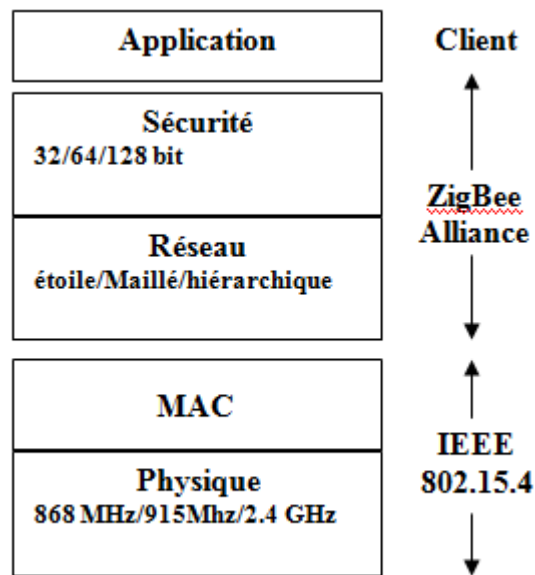 Application
Client
Sécurité
32/64/128 bit
ZigBee
Alliance
Réseau
étoile/Maillé/hiérarchique
MAC
IEEE
802.15.4
Physique
868 MHz/915Mhz/2.4 GHz